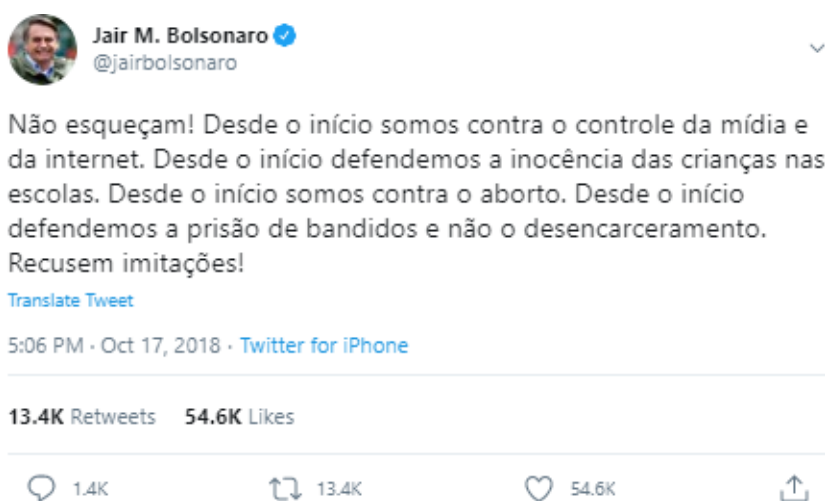 Jair M. Bolsonaro
@jairbolsonaro
Não esqueçam! Desde o início somos contra o controle da mídia e
da internet. Desde o início defendemos a inocência das crianças nas
escolas. Desde o início somos contra o aborto. Desde o início
defendemos a prisão de bandidos e não o desencarceramento.
Recusem imitações!
Translate Tweet
5:06 PM · Oct 17, 2018 · Twitter for iPhone
13.4K Retweets 54.6K Likes
1.4K 13.4K 54.6K